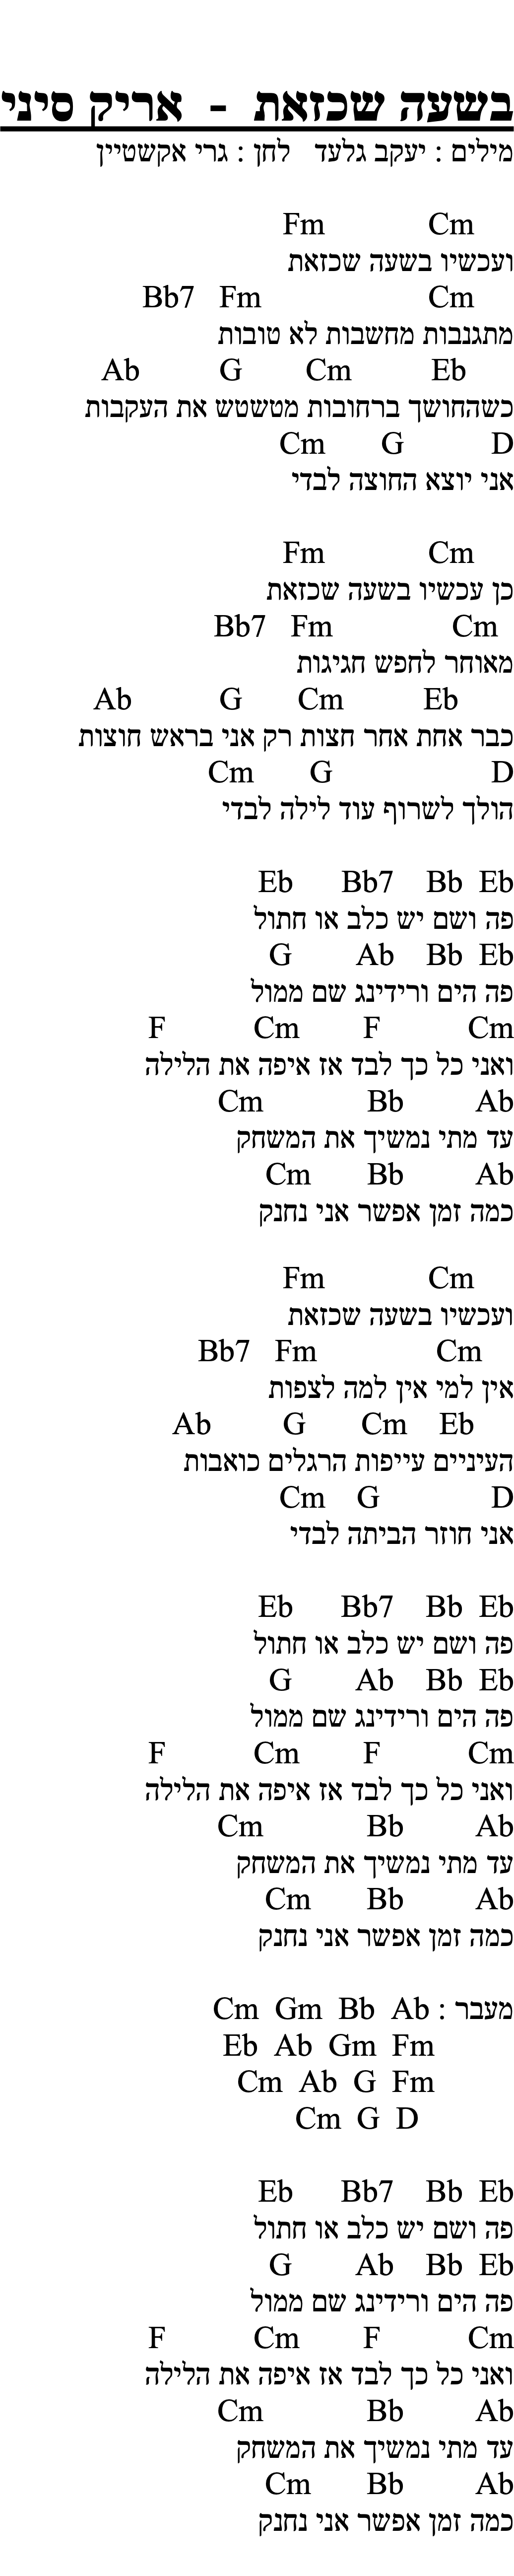 בשעה שכזאת - אריק סיני
מילים : יעקב גלעד לחן : גרי אקשטיין
Cm Fm
ועכשיו בשעה שכזאת
Cm Fm Bb7
מתגנבות מחשבות לא טובות
Eb Cm G Ab
כשהחושך ברחובות מטשטש את העקבות
D G Cm
אני יוצא החוצה לבדי

Cm Fm
כן עכשיו בשעה שכזאת
Cm Fm Bb7
מאוחר לחפש חגיגות
Eb Cm G Ab
כבר אחת אחר חצות רק אני בראש חוצות
D G Cm
הולך לשרוף עוד לילה לבדי

Eb Bb Bb7 Eb
פה ושם יש כלב או חתול
Eb Bb Ab G
פה הים ורידינג שם ממול
Cm F Cm F
ואני כל כך לבד אז איפה את הלילה
Ab Bb Cm
עד מתי נמשיך את המשחק
Ab Bb Cm
כמה זמן אפשר אני נחנק

Cm Fm
ועכשיו בשעה שכזאת
Cm Fm Bb7
אין למי אין למה לצפות
Eb Cm G Ab
העיניים עייפות הרגלים כואבות
D G Cm
אני חוזר הביתה לבדי

Eb Bb Bb7 Eb
פה ושם יש כלב או חתול
Eb Bb Ab G
פה הים ורידינג שם ממול
Cm F Cm F
ואני כל כך לבד אז איפה את הלילה
Ab Bb Cm
עד מתי נמשיך את המשחק
Ab Bb Cm
כמה זמן אפשר אני נחנק

מעבר : Ab Bb Gm Cm
Fm Gm Ab Eb
Fm G Ab Cm
D G Cm

Eb Bb Bb7 Eb
פה ושם יש כלב או חתול
Eb Bb Ab G
פה הים ורידינג שם ממול
Cm F Cm F
ואני כל כך לבד אז איפה את הלילה
Ab Bb Cm
עד מתי נמשיך את המשחק
Ab Bb Cm
כמה זמן אפשר אני נחנק